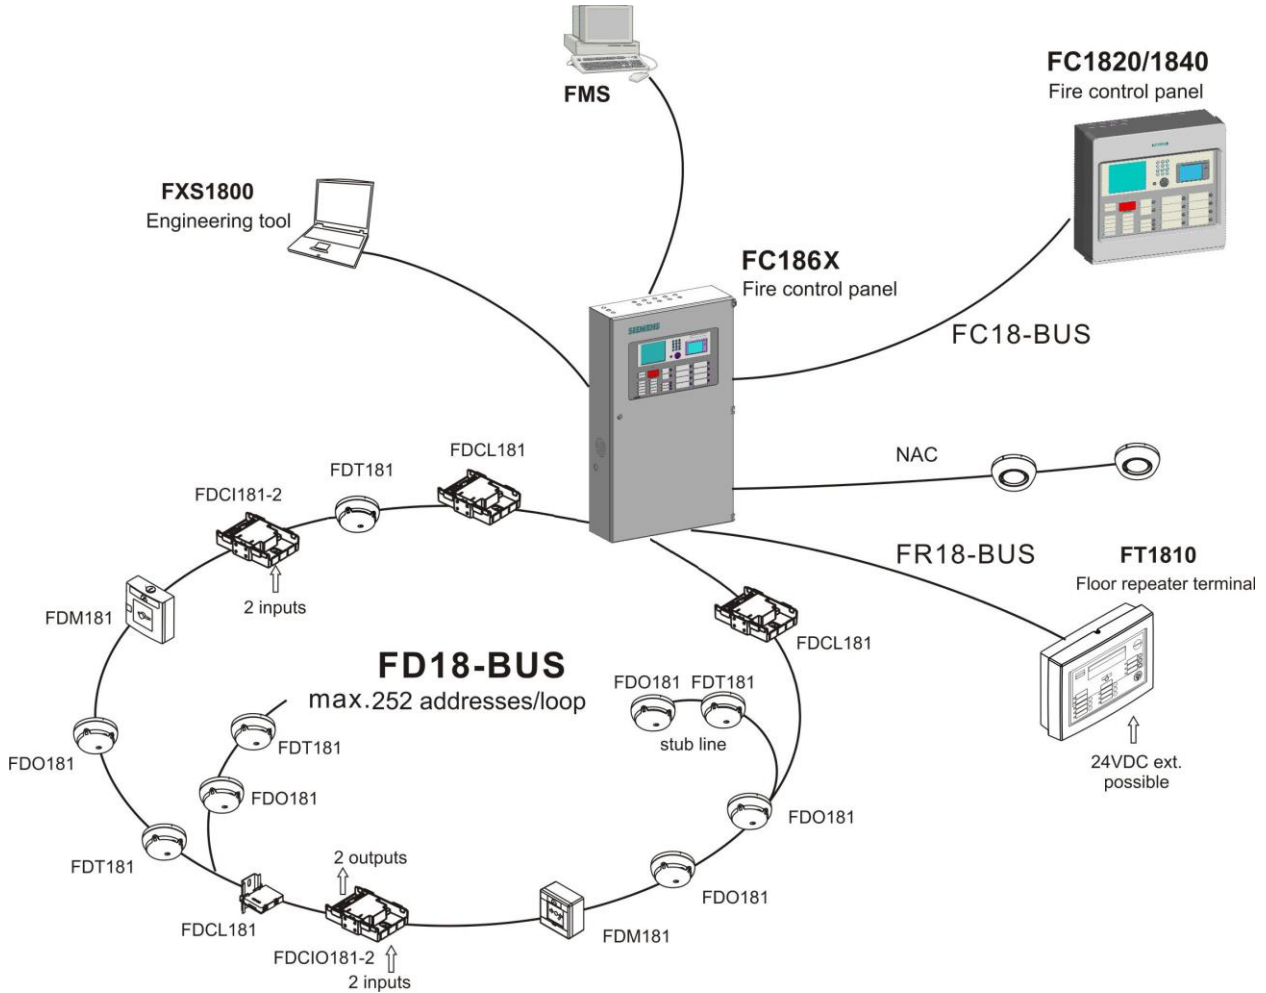 FMS
FC1820/1840
Fire control panel
FXS1800
Engineering tool
FC186X
Fire control panel
SIEMENS
FC18-BUS
NAC
FDCL181
FDT181
FDCI181-2
2 inputs
FR18-BUS
FT1810
Floor repeater terminal
FDM181
FDCL181
FD18-BUS
max.252 addresses/loop
FDO181
FDT181
stub line
FDT181
FDO181
FDO181
24VDC ext.
possible
FDO181
FDT181
2 outputs
FDO181
FDCL181
FDM181
FDCIO181-2
2 inputs